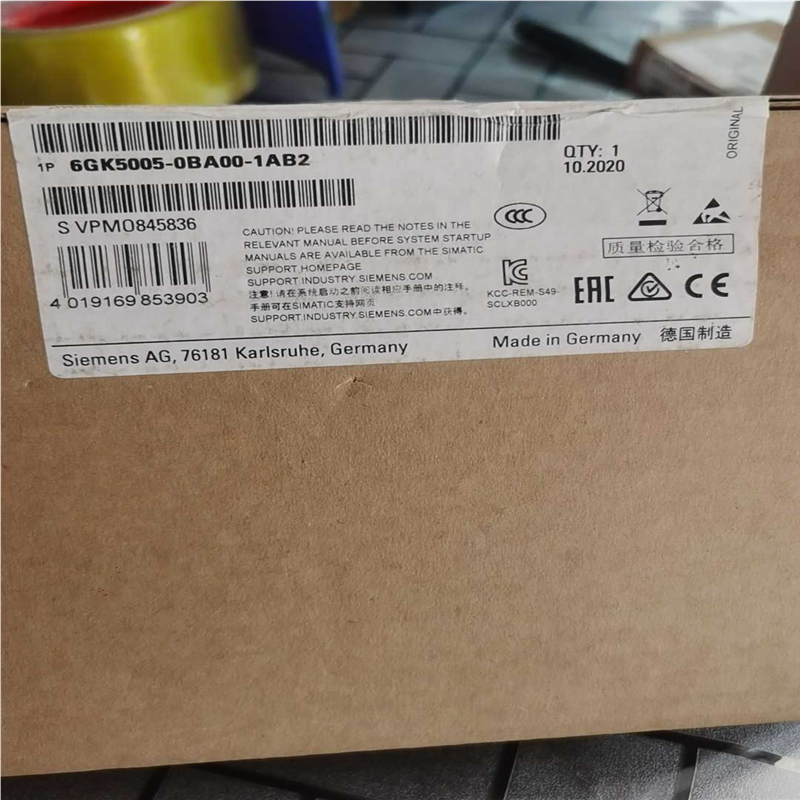 1P 6GK5005-0BA00-1AB2
QTY: 1
10.2020
ORIGINAL
S VPM0845836
CAUTION! PLEASE READ THE NOTES IN THE
RELEVANT MANUAL BEFORE SYSTEM STARTUP
MANUALS ARE AVAILABLE FROM THE SIMATIC
SUPPORT HOMEPAGE
SUPPORT.INDUSTRY.SIEMENS.COM
注意!请在系统启动之前阅读相应手册中的注释。
手册可在SIMATIC支持网页
SUPPORT.INDUSTRY.SIEMENS.COM中获得。
4 019169 853903
CCC
质量检验合格
KCC-REM-S49-
SCLXB000
EAC
CE
Siemens AG, 76181 Karlsruhe, Germany
Made in Germany 德国制造